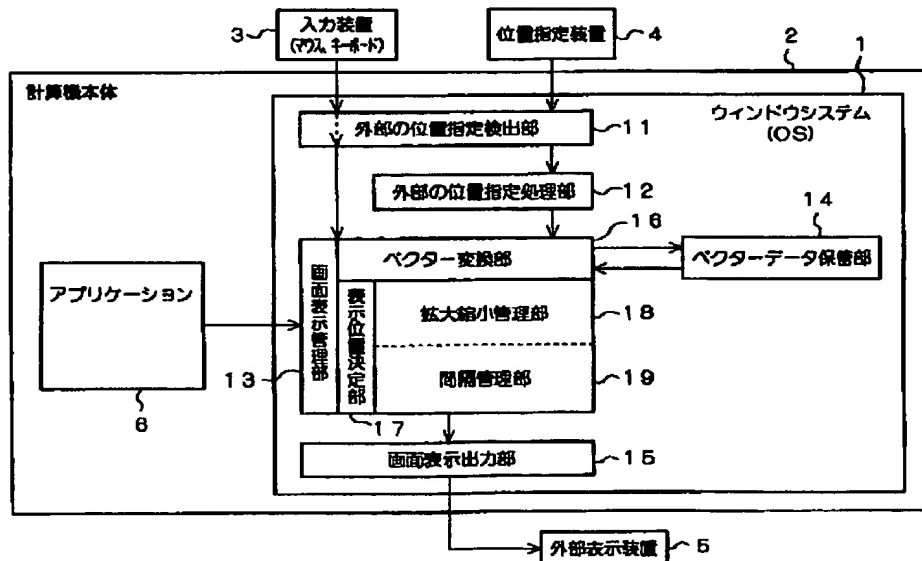 3
入力装置
(マウス、キーボード)
位置指定装置
4
2
1
計算機本体
ウィンドウシステム
(OS)
外部の位置指定検出部
11
外部の位置指定処理部
12
16
14
ベクター変換部
ベクターデータ保管部
アプリケーション
画面表示管理部
表示位置決定部
拡大縮小管理部
18
13
間隔管理部
19
6
17
画面表示出力部
15
外部表示装置
5